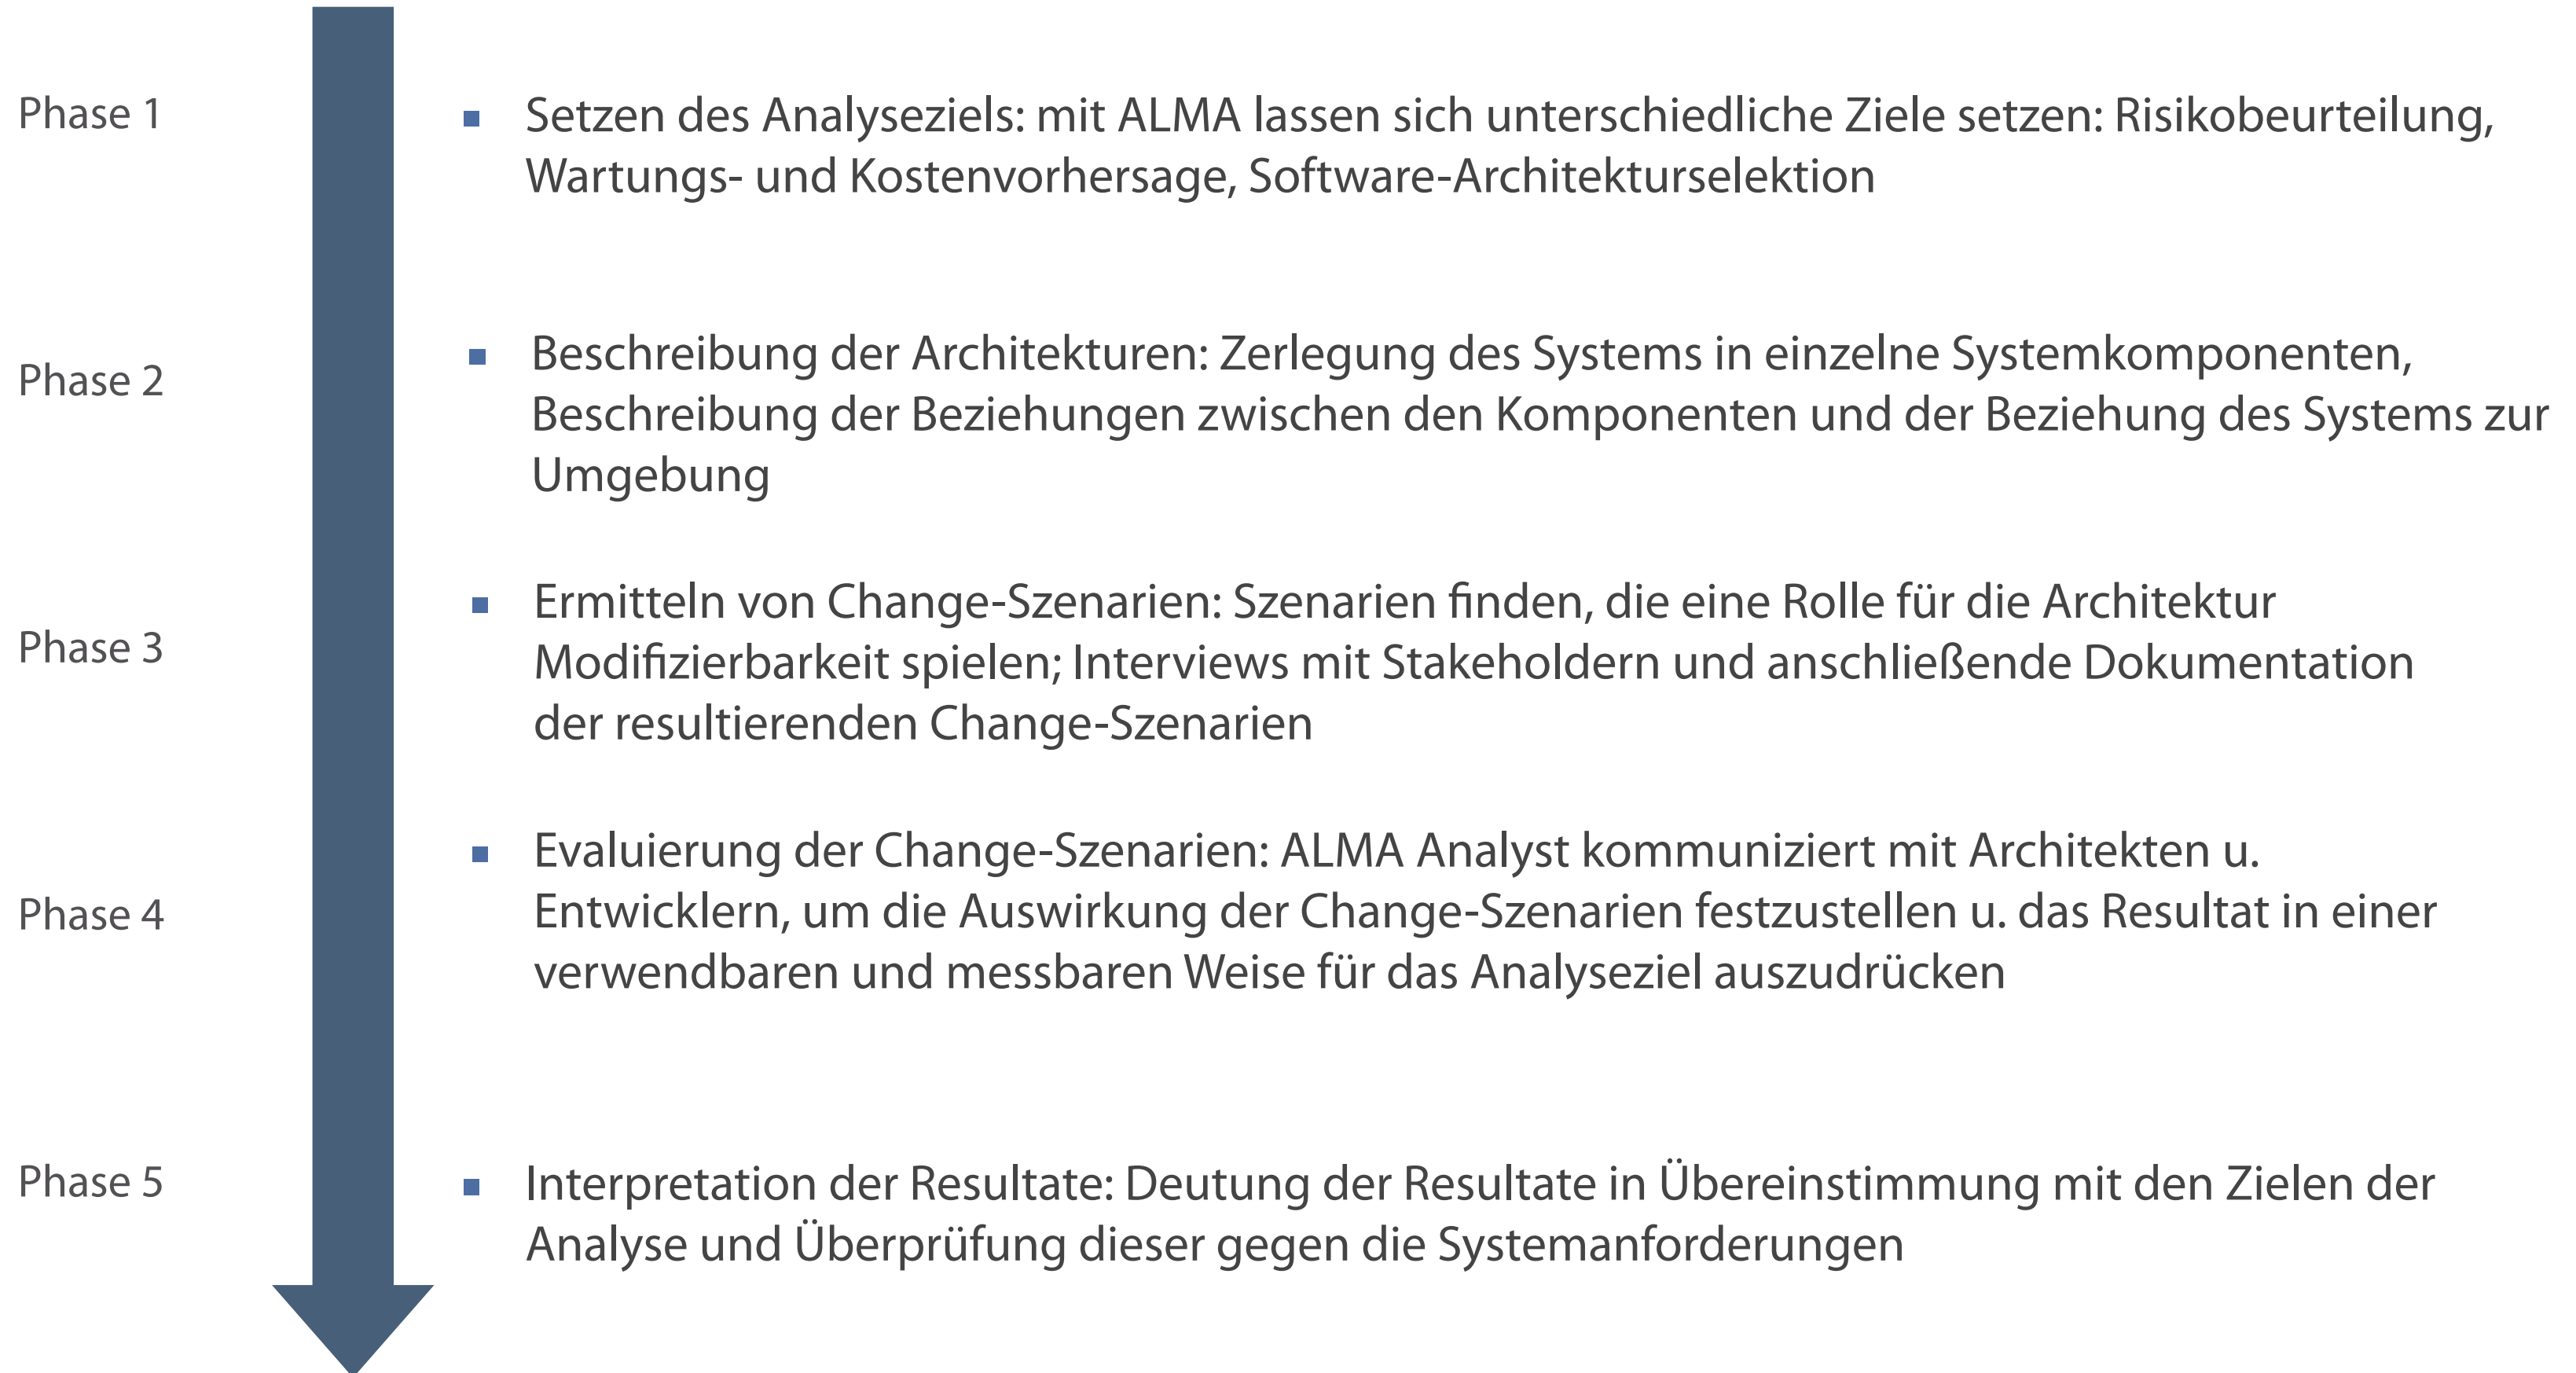 Phase 1
Setzen des Analyseziels: mit ALMA lassen sich unterschiedliche Ziele setzen: Risikobeurteilung,
Wartungs- und Kostenvorhersage, Software-Architekturselektion
Phase 2
Beschreibung der Architekturen: Zerlegung des Systems in einzelne Systemkomponenten,
Beschreibung der Beziehungen zwischen den Komponenten und der Beziehung des Systems zur
Umgebung
Phase 3
Ermitteln von Change-Szenarien: Szenarien finden, die eine Rolle für die Architektur
Modifizierbarkeit spielen; Interviews mit Stakeholdern und anschließende Dokumentation
der resultierenden Change-Szenarien
Phase 4
Evaluierung der Change-Szenarien: ALMA Analyst kommuniziert mit Architekten u.
Entwicklern, um die Auswirkung der Change-Szenarien festzustellen u. das Resultat in einer
verwendbaren und messbaren Weise für das Analyseziel auszudrücken
Phase 5
Interpretation der Resultate: Deutung der Resultate in Übereinstimmung mit den Zielen der
Analyse und Überprüfung dieser gegen die Systemanforderungen